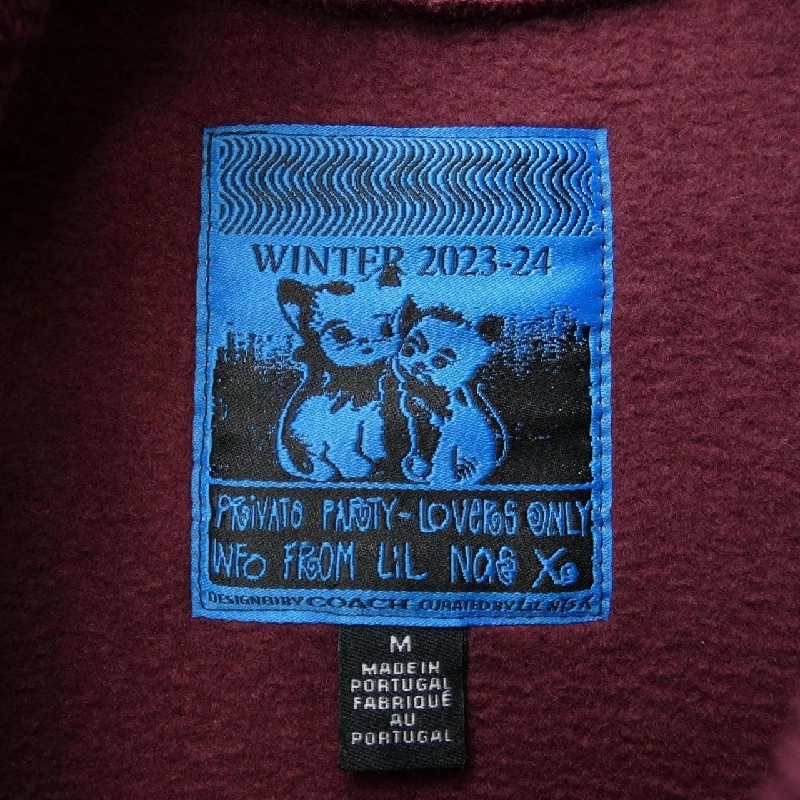 WINTER 2023-24
PRiVATe PARTY-LOVERS ONLY
INFO FROM LiL NAS X
DESIGNED BY COACH CURATED BY LIL NAS X
M
MADE IN
PORTUGAL
FABRIQUÉ
AU
PORTUGAL